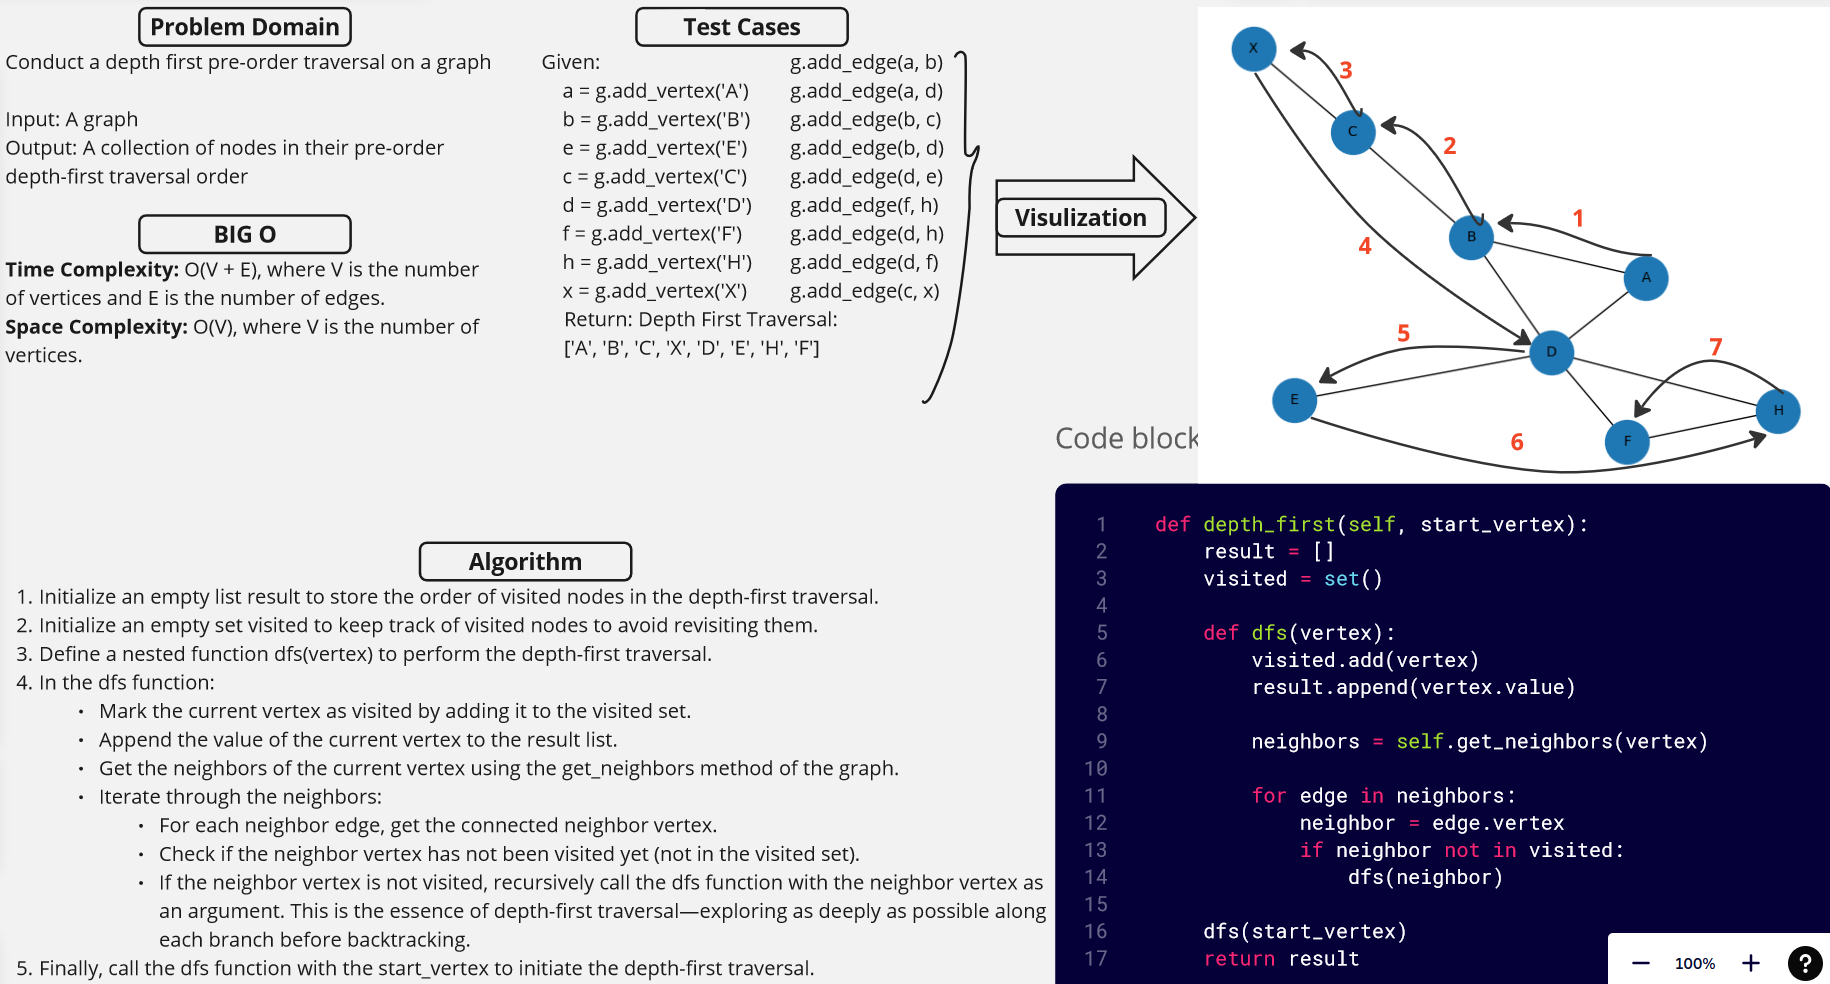 Problem Domain
Conduct a depth first pre-order traversal on a graph
Input: A graph
Output: A collection of nodes in their pre-order
depth-first traversal order
BIG O
Time Complexity: O(V + E), where V is the number
of vertices and E is the number of edges.
Space Complexity: O(V), where V is the number of
vertices.
Test Cases
Given:
a = g.add_vertex('A')
b = g.add_vertex('B')
e = g.add_vertex('E')
c = g.add_vertex('C')
d = g.add_vertex('D')
f = g.add_vertex('F')
h = g.add_vertex('H')
x = g.add_vertex('X')
g.add_edge(a, b)
g.add_edge(a, d)
g.add_edge(b, c)
g.add_edge(b, d)
g.add_edge(d, e)
g.add_edge(f, h)
g.add_edge(d, h)
g.add_edge(d, f)
g.add_edge(c, x)
Return: Depth First Traversal:
['A', 'B', 'C', 'X', 'D', 'E', 'H', 'F']
Visulization
X
3
C
2
B
1
A
4
D
5
E
7
H
F
6
Algorithm
1. Initialize an empty list result to store the order of visited nodes in the depth-first traversal.
2. Initialize an empty set visited to keep track of visited nodes to avoid revisiting them.
3. Define a nested function dfs(vertex) to perform the depth-first traversal.
4. In the dfs function:
• Mark the current vertex as visited by adding it to the visited set.
• Append the value of the current vertex to the result list.
• Get the neighbors of the current vertex using the get_neighbors method of the graph.
• Iterate through the neighbors:
• For each neighbor edge, get the connected neighbor vertex.
• Check if the neighbor vertex has not been visited yet (not in the visited set).
• If the neighbor vertex is not visited, recursively call the dfs function with the neighbor vertex as
an argument. This is the essence of depth-first traversal—exploring as deeply as possible along
each branch before backtracking.
5. Finally, call the dfs function with the start_vertex to initiate the depth-first traversal.
Code block
1 def depth_first(self, start_vertex):
2 result = []
3 visited = set()
4
5 def dfs(vertex):
6 visited.add(vertex)
7 result.append(vertex.value)
8
9 neighbors = self.get_neighbors(vertex)
10
11 for edge in neighbors:
12 neighbor = edge.vertex
13 if neighbor not in visited:
14 dfs(neighbor)
15
16 dfs(start_vertex)
17 return result
− 100% + ?